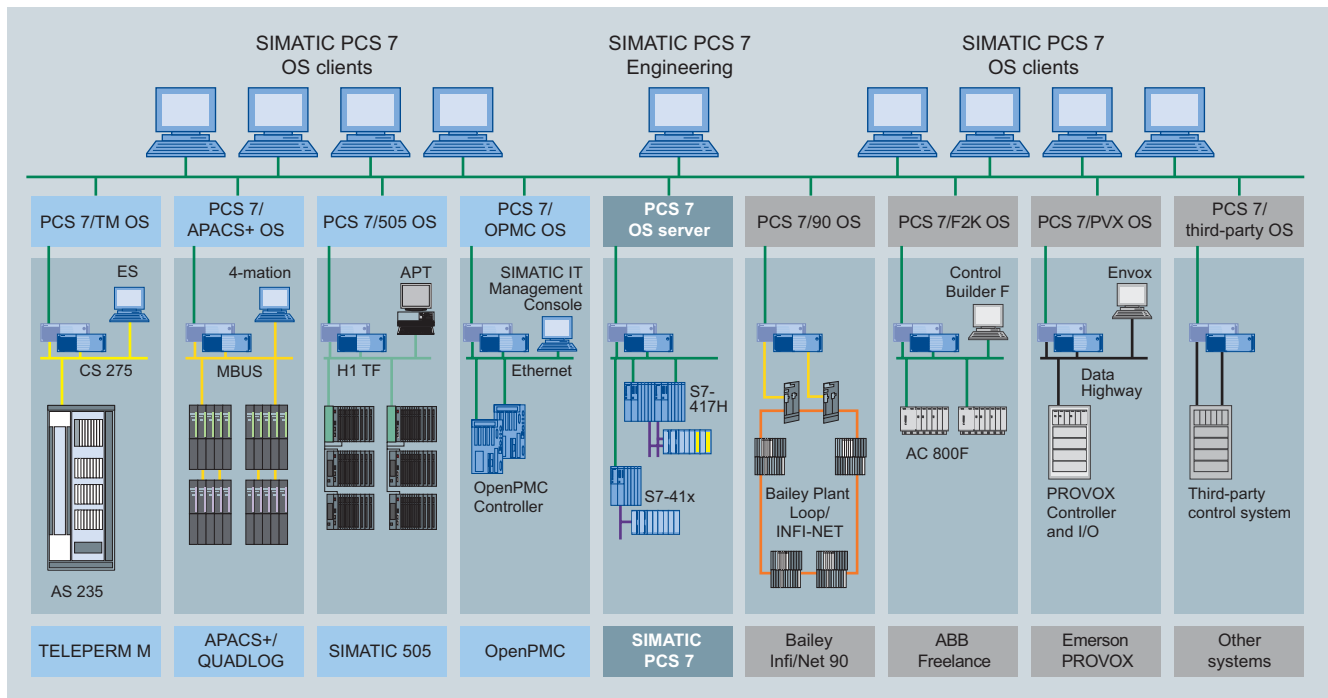 SIMATIC PCS 7
OS clients
SIMATIC PCS 7
Engineering
SIMATIC PCS 7
OS clients
PCS 7/TM OS
PCS 7/
APACS+ OS
PCS 7/505 OS
PCS 7/
OPMC OS
PCS 7
OS server
PCS 7/90 OS
PCS 7/F2K OS
PCS 7/PVX OS
PCS 7/
third-party OS
ES
CS 275
AS 235
4-mation
MBUS
APT
H1 TF
SIMATIC IT
Management
Console
Ethernet
OpenPMC
Controller
S7-
417H
S7-41x
Bailey Plant
Loop/
INFI-NET
Control
Builder F
AC 800F
Envox
Data
Highway
PROVOX
Controller
and I/O
Third-party
control system
TELEPERM M
APACS+/
QUADLOG
SIMATIC 505
OpenPMC
SIMATIC
PCS 7
Bailey
Infi/Net 90
ABB
Freelance
Emerson
PROVOX
Other
systems